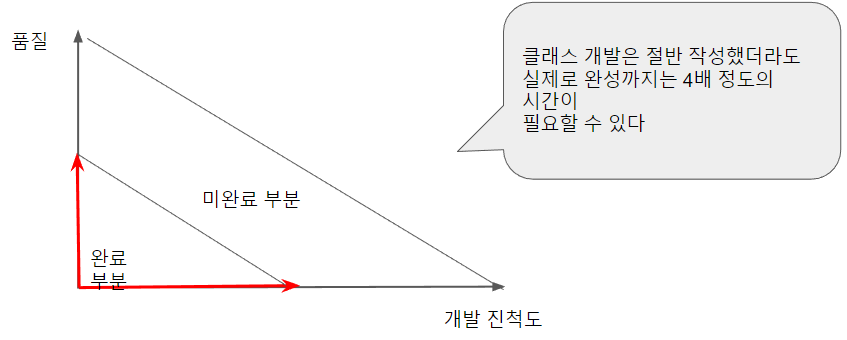 품질
클래스 개발은 절반 작성했더라도
실제로 완성까지는 4배 정도의
시간이
필요할 수 있다
미완료 부분
완료
부분
개발 진척도